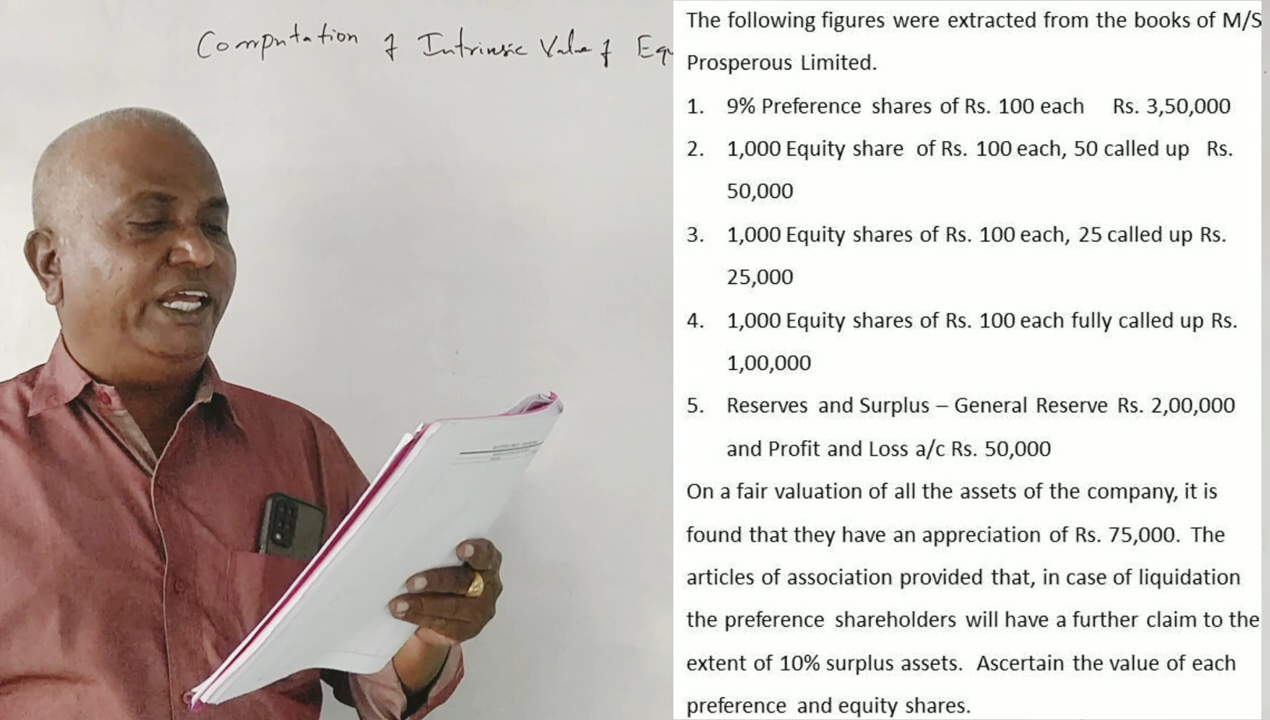 Computation of Intrinsic Value of Equ
The following figures were extracted from the books of M/S
Prosperous Limited.
1. 9% Preference shares of Rs. 100 each Rs. 3,50,000
2. 1,000 Equity share of Rs. 100 each, 50 called up Rs.
50,000
3. 1,000 Equity shares of Rs. 100 each, 25 called up Rs.
25,000
4. 1,000 Equity shares of Rs. 100 each fully called up Rs.
1,00,000
5. Reserves and Surplus – General Reserve Rs. 2,00,000
and Profit and Loss a/c Rs. 50,000
On a fair valuation of all the assets of the company, it is
found that they have an appreciation of Rs. 75,000. The
articles of association provided that, in case of liquidation
the preference shareholders will have a further claim to the
extent of 10% surplus assets. Ascertain the value of each
preference and equity shares.